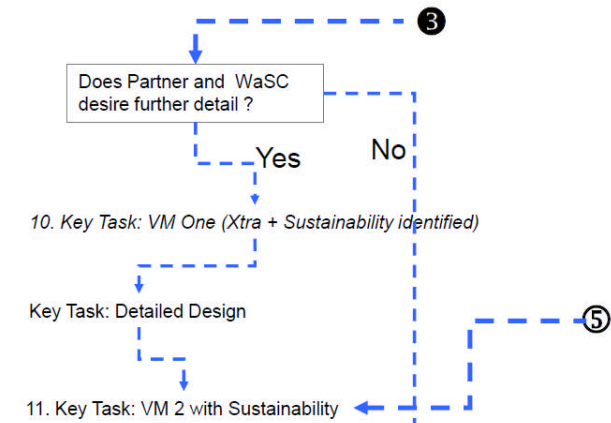 ❸
Does Partner and WaSC
desire further detail ?
Yes
No
10. Key Task: VM One (Xtra + Sustainability identified)
Key Task: Detailed Design
⑤
11. Key Task: VM 2 with Sustainability